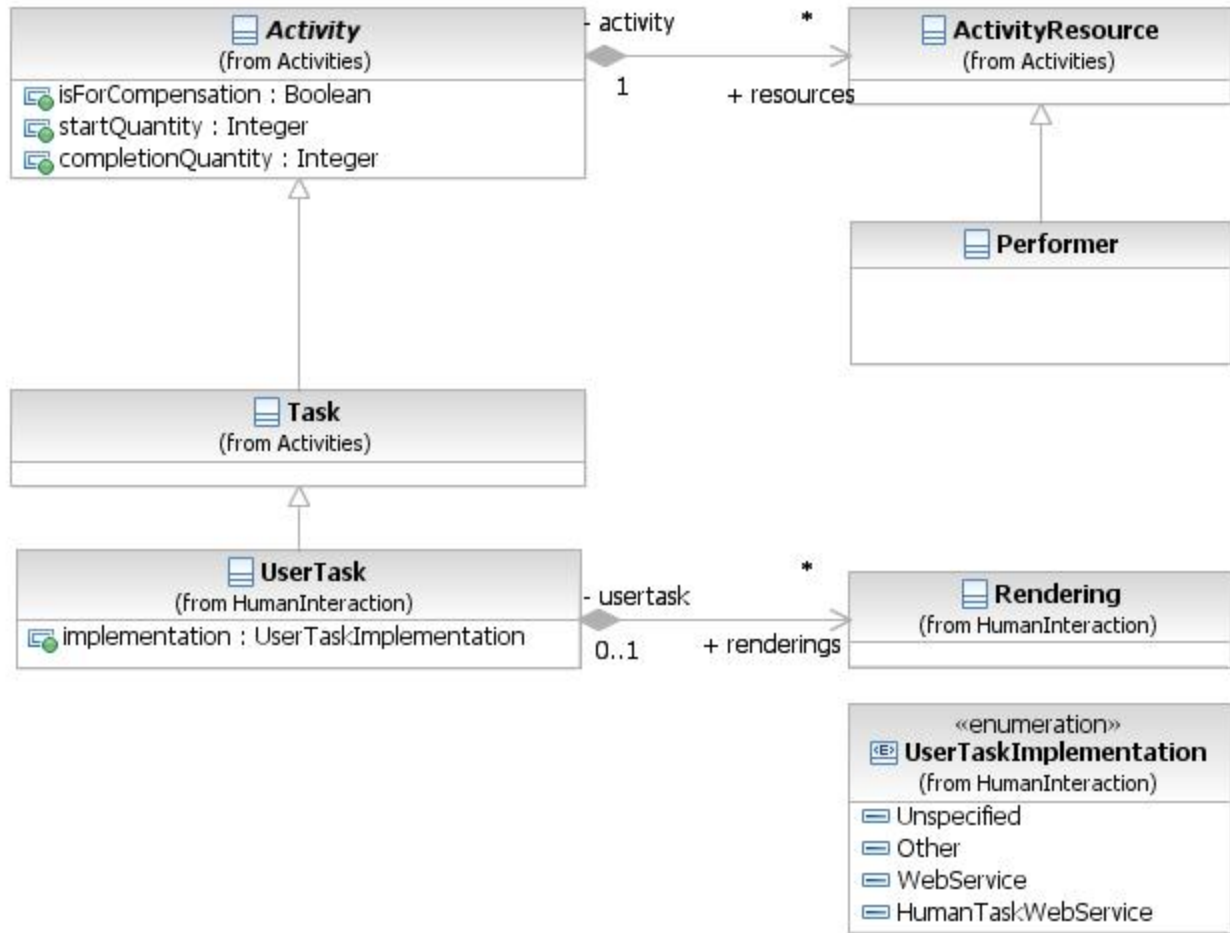 Activity
(from Activities)
isForCompensation : Boolean
startQuantity : Integer
completionQuantity : Integer
- activity
1
*
+ resources
ActivityResource
(from Activities)
Performer
Task
(from Activities)
UserTask
(from HumanInteraction)
implementation : UserTaskImplementation
- usertask
0..1
*
+ renderings
Rendering
(from HumanInteraction)
«enumeration»
<E> UserTaskImplementation
(from HumanInteraction)
Unspecified
Other
WebService
HumanTaskWebService